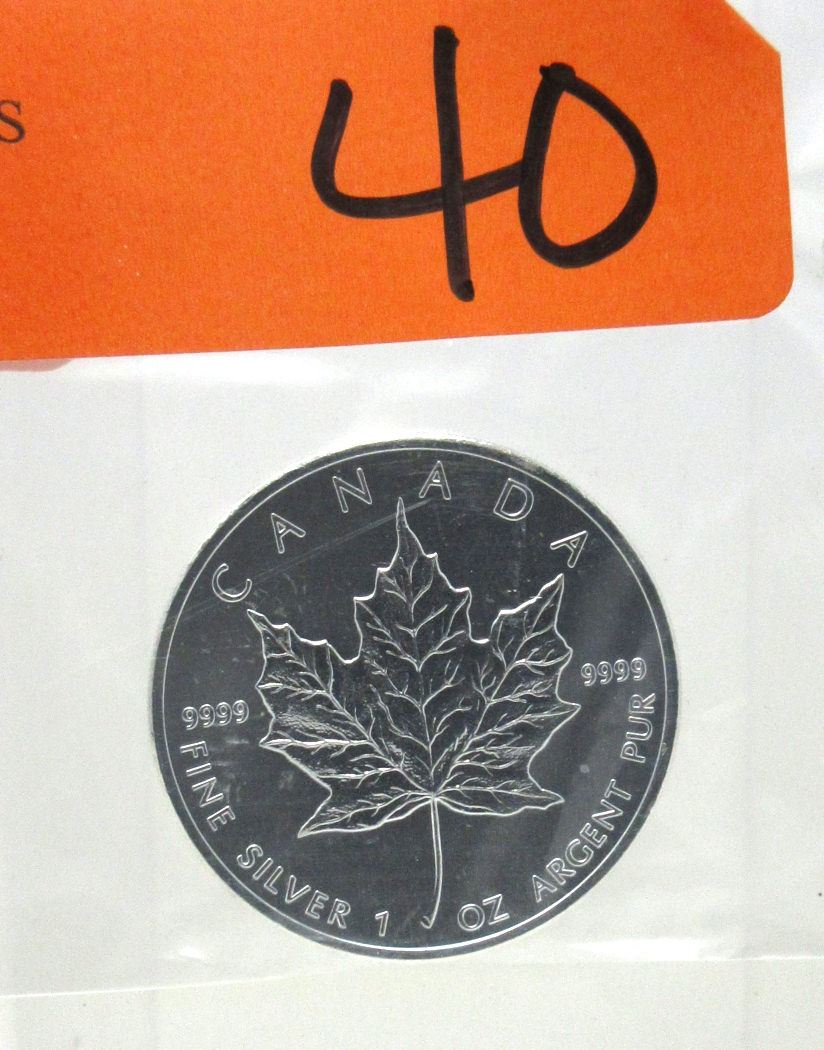 S
40
CANADA
9999
9999
FINE SILVER 1 OZ ARGENT PUR